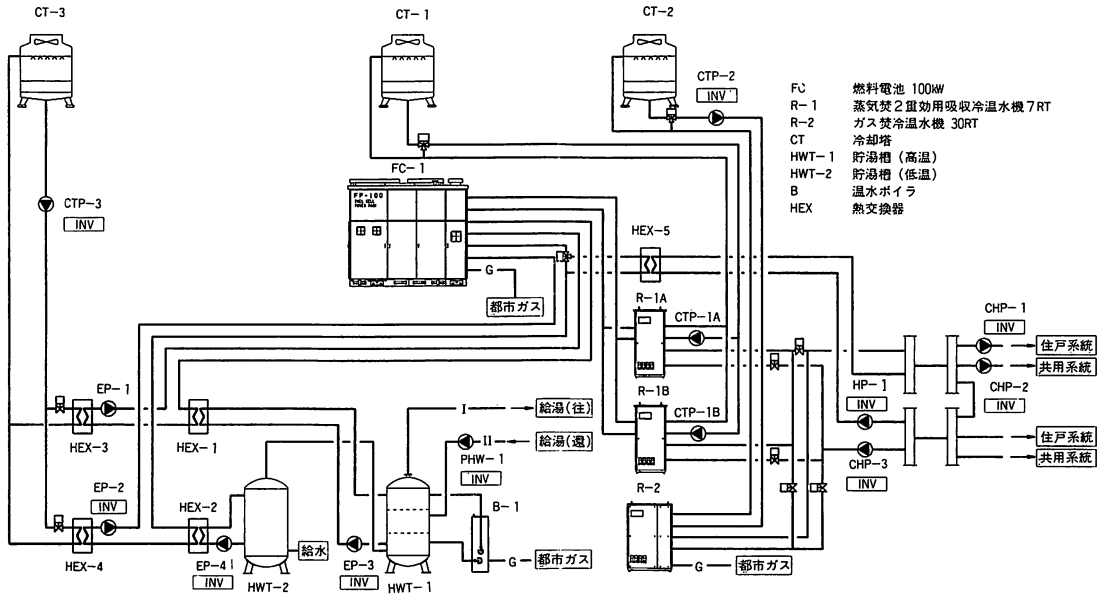 CT-3
CT-1
CT-2
CTP-2
INV
FC 燃料電池 100kW
R-1 蒸気焚2重効用吸収冷温水機7RT
R-2 ガス焚冷温水機 30RT
CT 冷却塔
HWT-1 貯湯槽(高温)
HWT-2 貯湯槽(低温)
B 温水ボイラ
HEX 熱交換器
FC-1
FP-100
CTP-3
INV
HEX-5
G
都市ガス
R-1A
CTP-1A
CHP-1
INV
住戸系統
共用系統
EP-1
R-1B
HP-1
INV
CHP-2
INV
CTP-1B
I
給湯(往)
HEX-3
HEX-1
II
給湯(還)
PHW-1
INV
住戸系統
共用系統
CHP-3
INV
EP-2
INV
HEX-2
R-2
B-1
給水
HEX-4
EP-4
INV
HWT-2
EP-3
INV
HWT-1
G
都市ガス
G
都市ガス